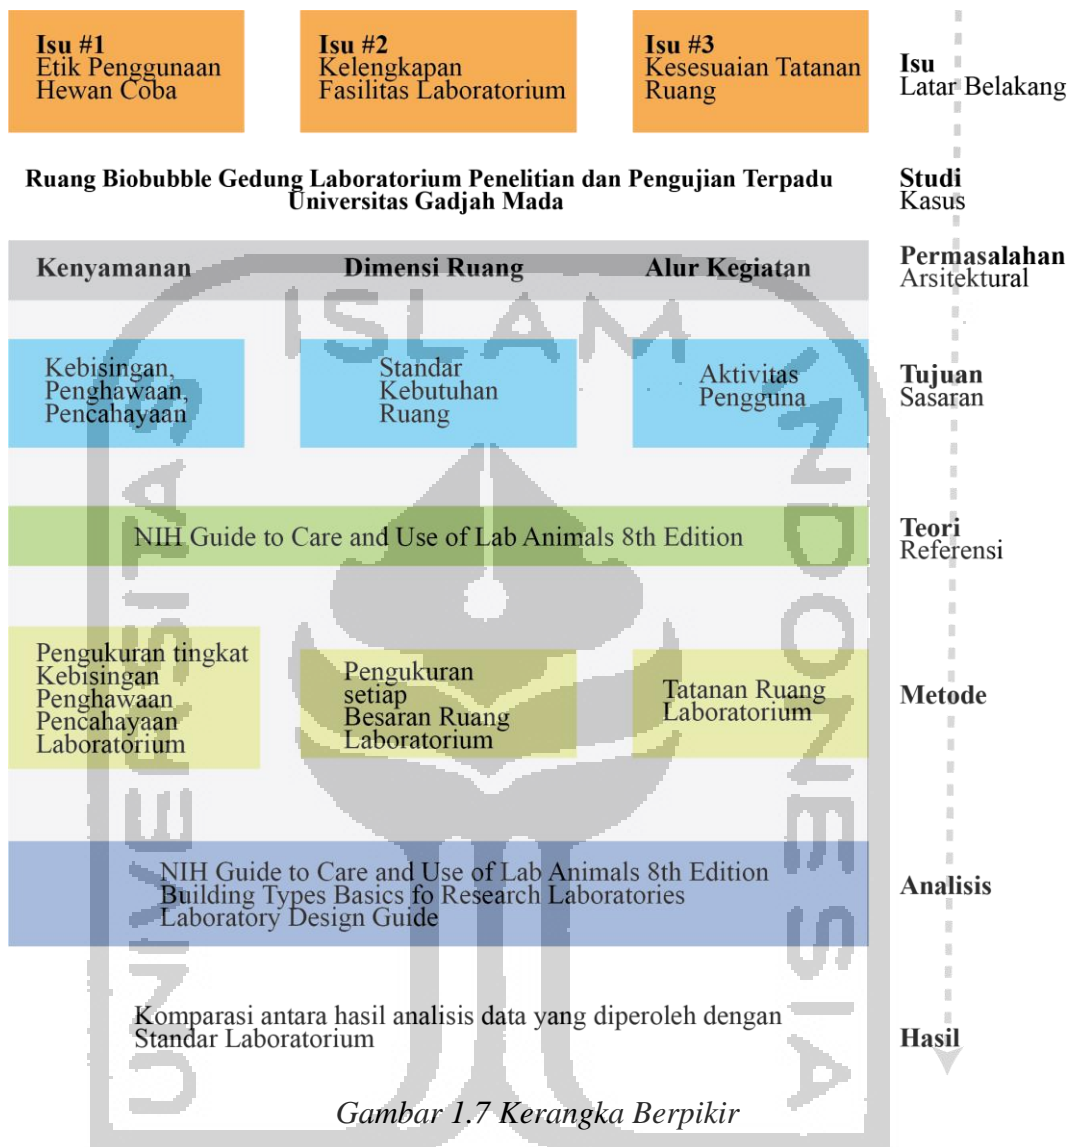 Isu #1
Etik Penggunaan
Hewan Coba
Isu #2
Kelengkapan
Fasilitas Laboratorium
Isu #3
Kesesuaian Tatanan
Ruang
Isu
Latar Belakang
Ruang Biobubble Gedung Laboratorium Penelitian dan Pengujian Terpadu
Universitas Gadjah Mada
Studi
Kasus
Kenyamanan
Dimensi Ruang
Alur Kegiatan
Permasalahan
Arsitektural
Kebisingan,
Penghawaan,
Pencahayaan
Standar
Kebutuhan
Ruang
Aktivitas
Pengguna
Tujuan
Sasaran
NIH Guide to Care and Use of Lab Animals 8th Edition
Teori
Referensi
Pengukuran tingkat
Kebisingan
Penghawaan
Pencahayaan
Laboratorium
Pengukuran
setiap
Besaran Ruang
Laboratorium
Tatanan Ruang
Laboratorium
Metode
NIH Guide to Care and Use of Lab Animals 8th Edition
Building Types Basics fo Research Laboratories
Laboratory Design Guide
Analisis
Komparasi antara hasil analisis data yang diperoleh dengan
Standar Laboratorium
Hasil
Gambar 1.7 Kerangka Berpikir
UNIVERSITAS
ISLAM
INDONESIA